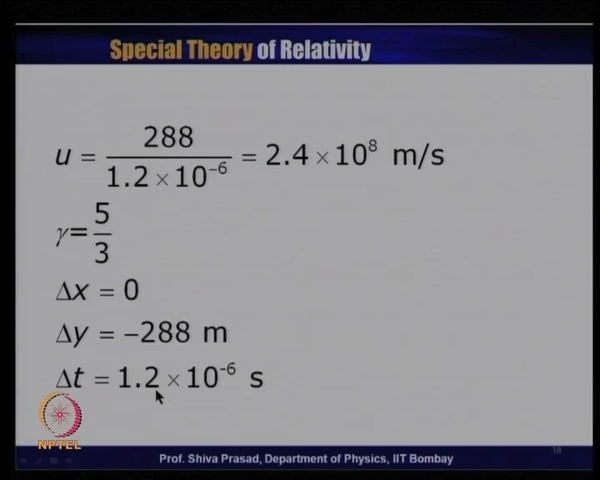 Special Theory of Relativity
u = 288 / 1.2 × 10⁻⁶ = 2.4 × 10⁸ m/s
γ = 5/3
Δx = 0
Δy = −288 m
Δt = 1.2 × 10⁻⁶ s
NPTEL
Prof. Shiva Prasad, Department of Physics, IIT Bombay
38